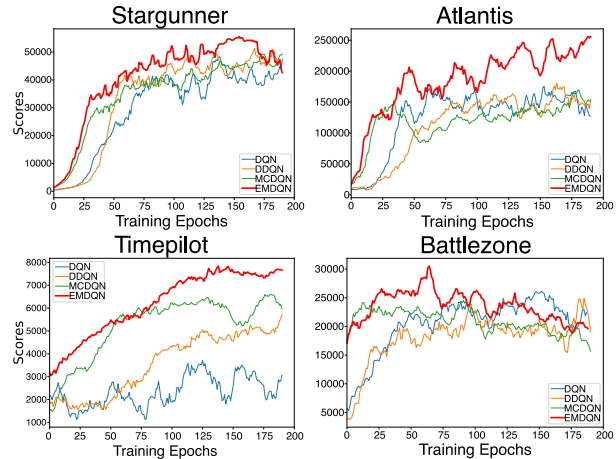 Stargunner
Scores
50000
40000
30000
20000
10000
0
0 25 50 75 100 125 150 175 200
DQN
DDQN
MCDQN
EMDQN
Training Epochs
Atlantis
250000
200000
150000
100000
50000
0
0 25 50 75 100 125 150 175 200
DQN
DDQN
MCDQN
EMDQN
Training Epochs
Timepilot
Scores
8000
7000
6000
5000
4000
3000
2000
1000
0 25 50 75 100 125 150 175 200
DQN
DDQN
MCDQN
EMDQN
Training Epochs
Battlezone
30000
25000
20000
15000
10000
5000
0 25 50 75 100 125 150 175 200
DQN
DDQN
MCDQN
EMDQN
Training Epochs